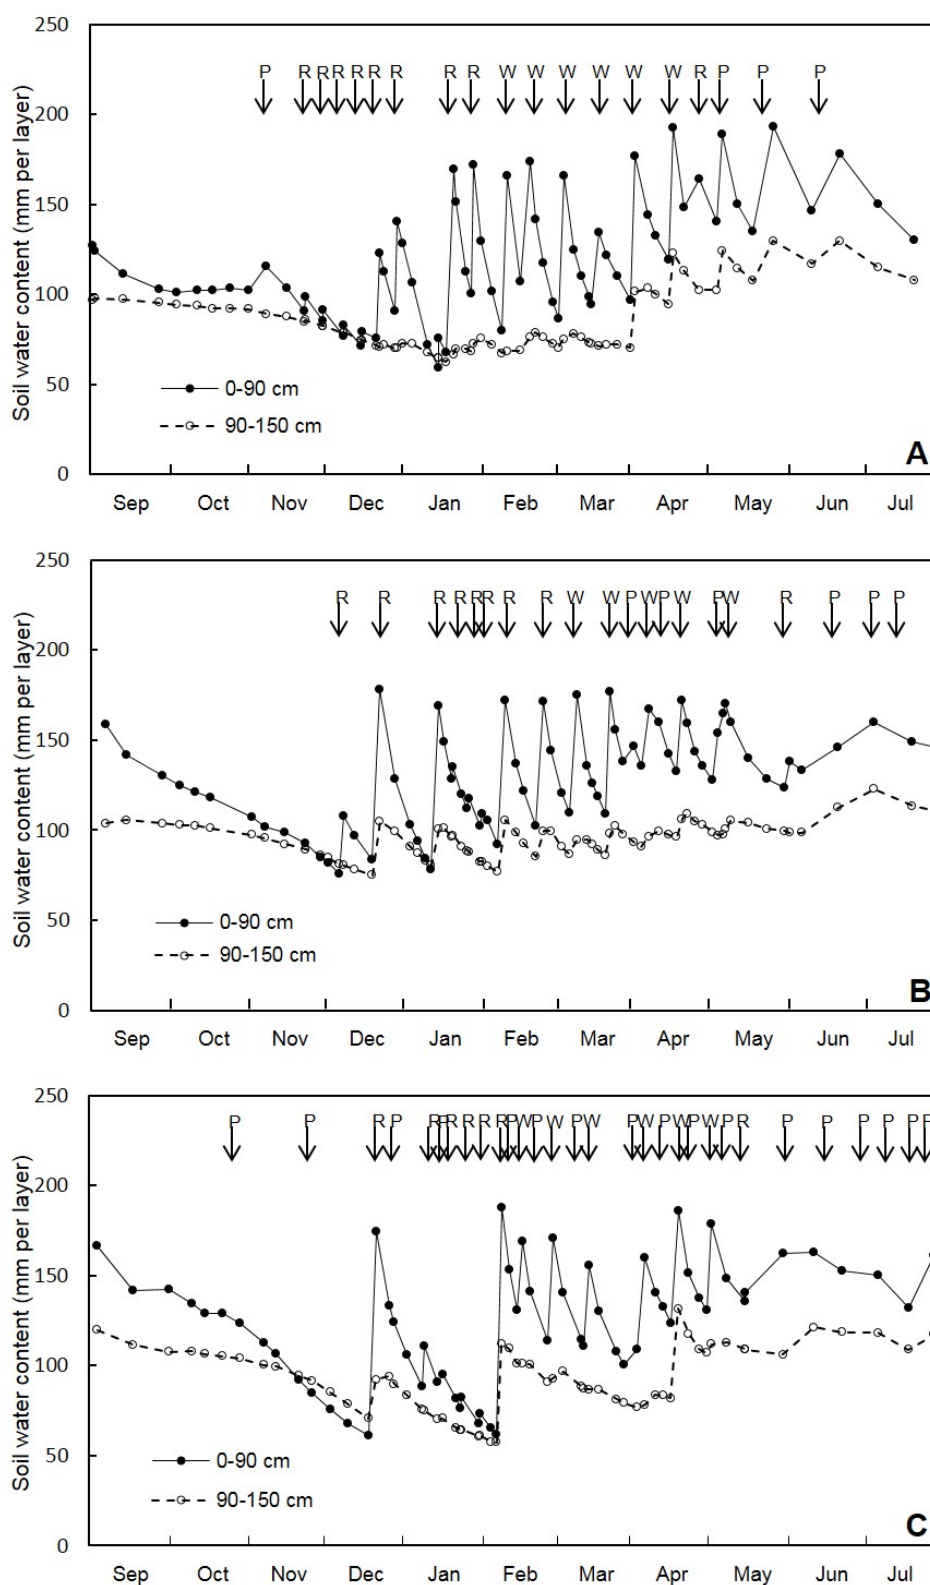 250
P R R R R R R R R W W W W W W R P P P
200
150
100
50
0
Soil water content (mm per layer)
0-90 cm
90-150 cm
A
Sep Oct Nov Dec Jan Feb Mar Apr May Jun Jul
250
R R R R R R R R W W P W P W P W R P P P
200
150
100
50
0
Soil water content (mm per layer)
0-90 cm
90-150 cm
B
Sep Oct Nov Dec Jan Feb Mar Apr May Jun Jul
250
P P R P R P R R R R P W P W P W P W P W P W P R P P P P P P
200
150
100
50
0
Soil water content (mm per layer)
0-90 cm
90-150 cm
C
Sep Oct Nov Dec Jan Feb Mar Apr May Jun Jul